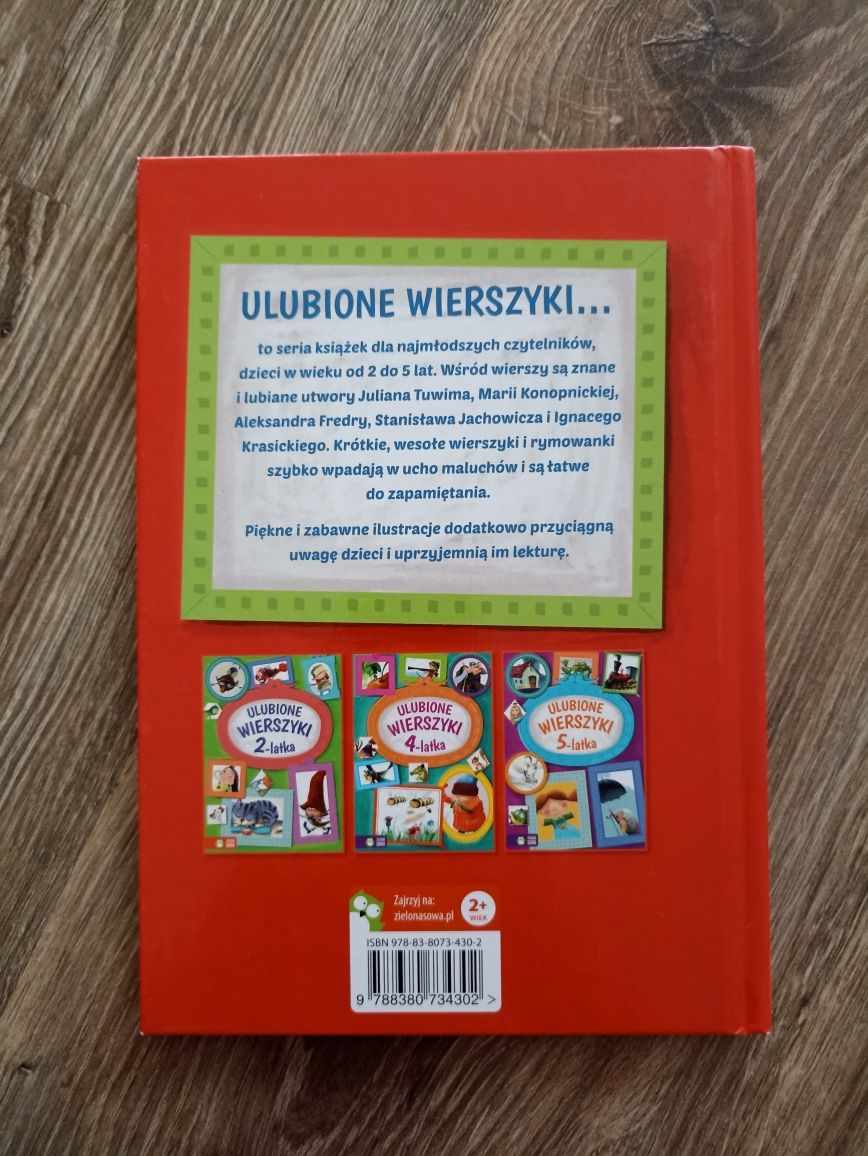 ULUBIONE WIERSZYKI...
to seria książek dla najmłodszych czytelników,
dzieci w wieku od 2 do 5 lat. Wśród wierszy są znane
i lubiane utwory Juliana Tuwima, Marii Konopnickiej,
Aleksandra Fredry, Stanisława Jachowicza i Ignacego
Krasickiego. Krótkie, wesołe wierszyki i rymowanki
szybko wpadają w ucho maluchów i są łatwe
do zapamiętania.
Piękne i zabawne ilustracje dodatkowo przyciągną
uwagę dzieci i uprzyjemnią im lekturę.
ULUBIONE
WIERSZYKI
2-latka
ULUBIONE
WIERSZYKI
4-latka
ULUBIONE
WIERSZYKI
5-latka
Zajrzyj na:
zielonasowa.pl
2+
WIEK
ISBN 978-83-8073-430-2
9 788380 734302 >